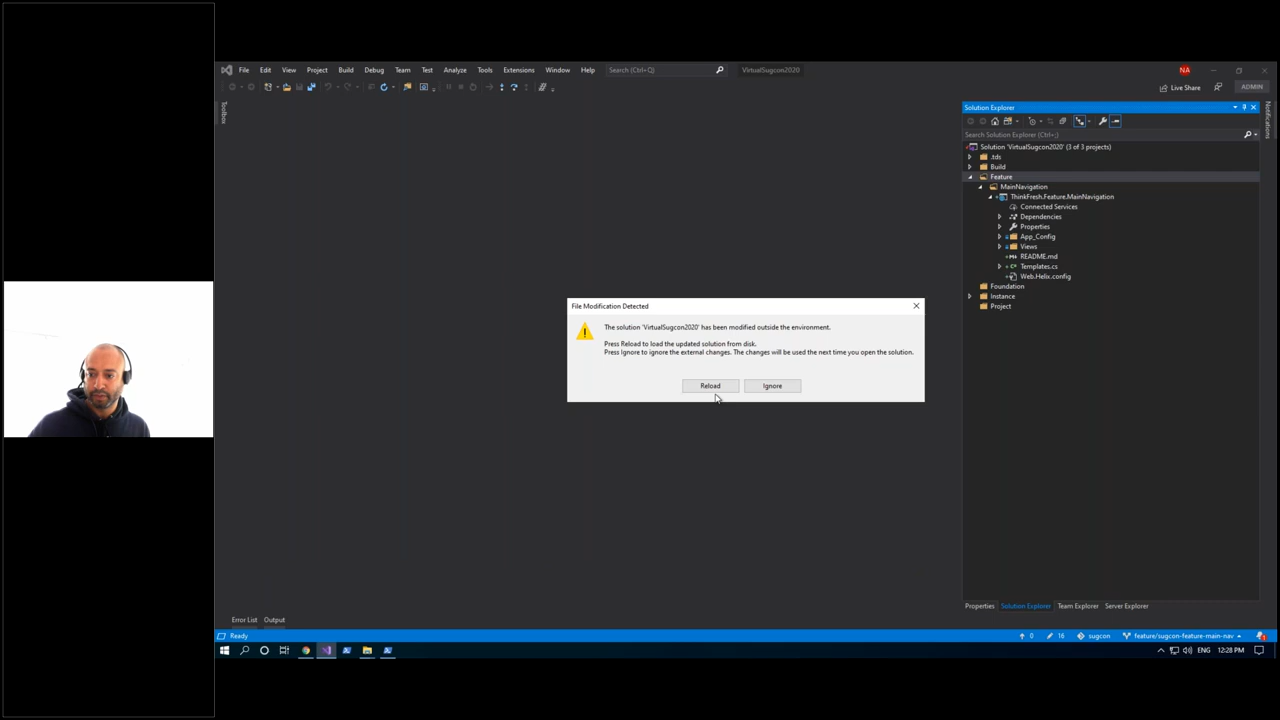 File Edit View Project Build Debug Team Test Analyze Tools Extensions Window Help Search (Ctrl+Q) VirtualSugcon2020 NA
Live Share ADMIN
Toolbox
Solution Explorer
Notifications
Search Solution Explorer (Ctrl+;)
Solution 'VirtualSugcon2020' (3 of 3 projects)
.tds
Build
Feature
MainNavigation
ThinkFresh.Feature.MainNavigation
Connected Services
Dependencies
Properties
App_Config
Views
README.md
Templates.cs
Web.Helix.config
Foundation
Instance
Project
File Modification Detected
The solution 'VirtualSugcon2020' has been modified outside the environment.
Press Reload to load the updated solution from disk.
Press Ignore to ignore the external changes. The changes will be used the next time you open the solution.
Reload Ignore
Properties Solution Explorer Team Explorer Server Explorer
Error List Output
Ready 0 16 sugcon feature/sugcon-feature-main-nav 1
ENG 12:28 PM